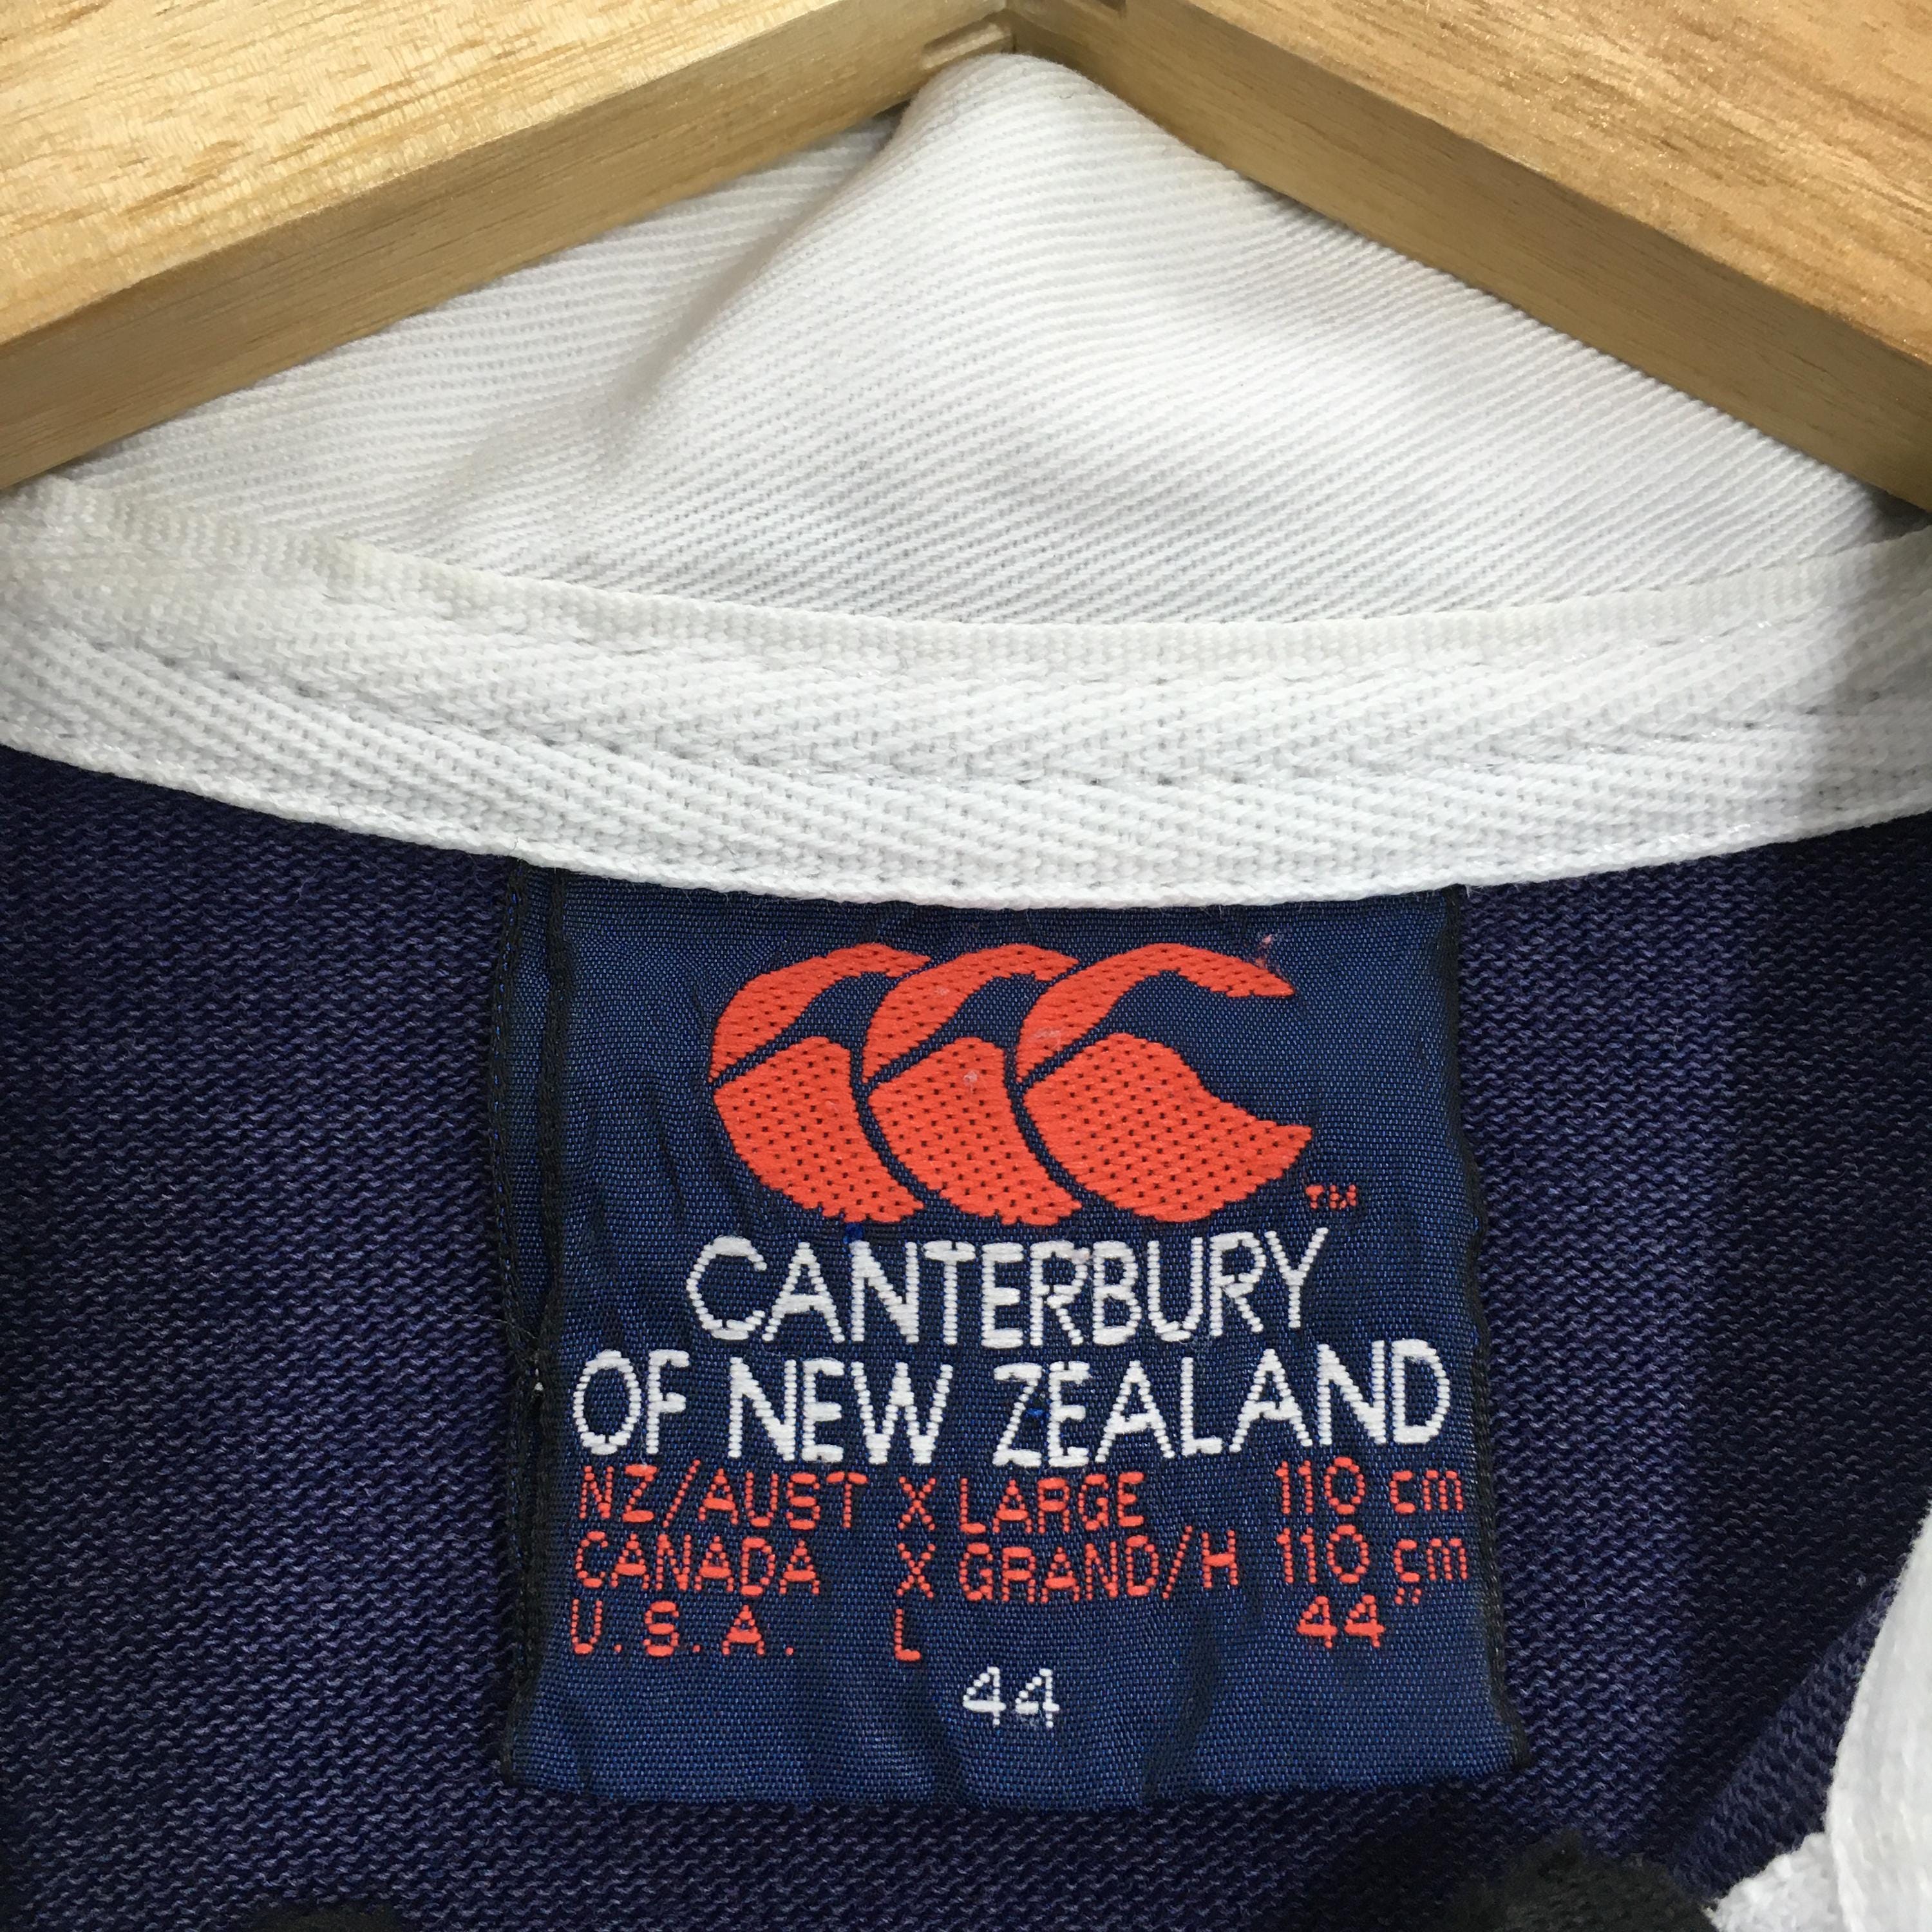 TM
CANTERBURY
OF NEW ZEALAND
NZ/AUST X LARGE 110 cm
CANADA X GRAND/H 110 cm
U.S.A. L 44"
44